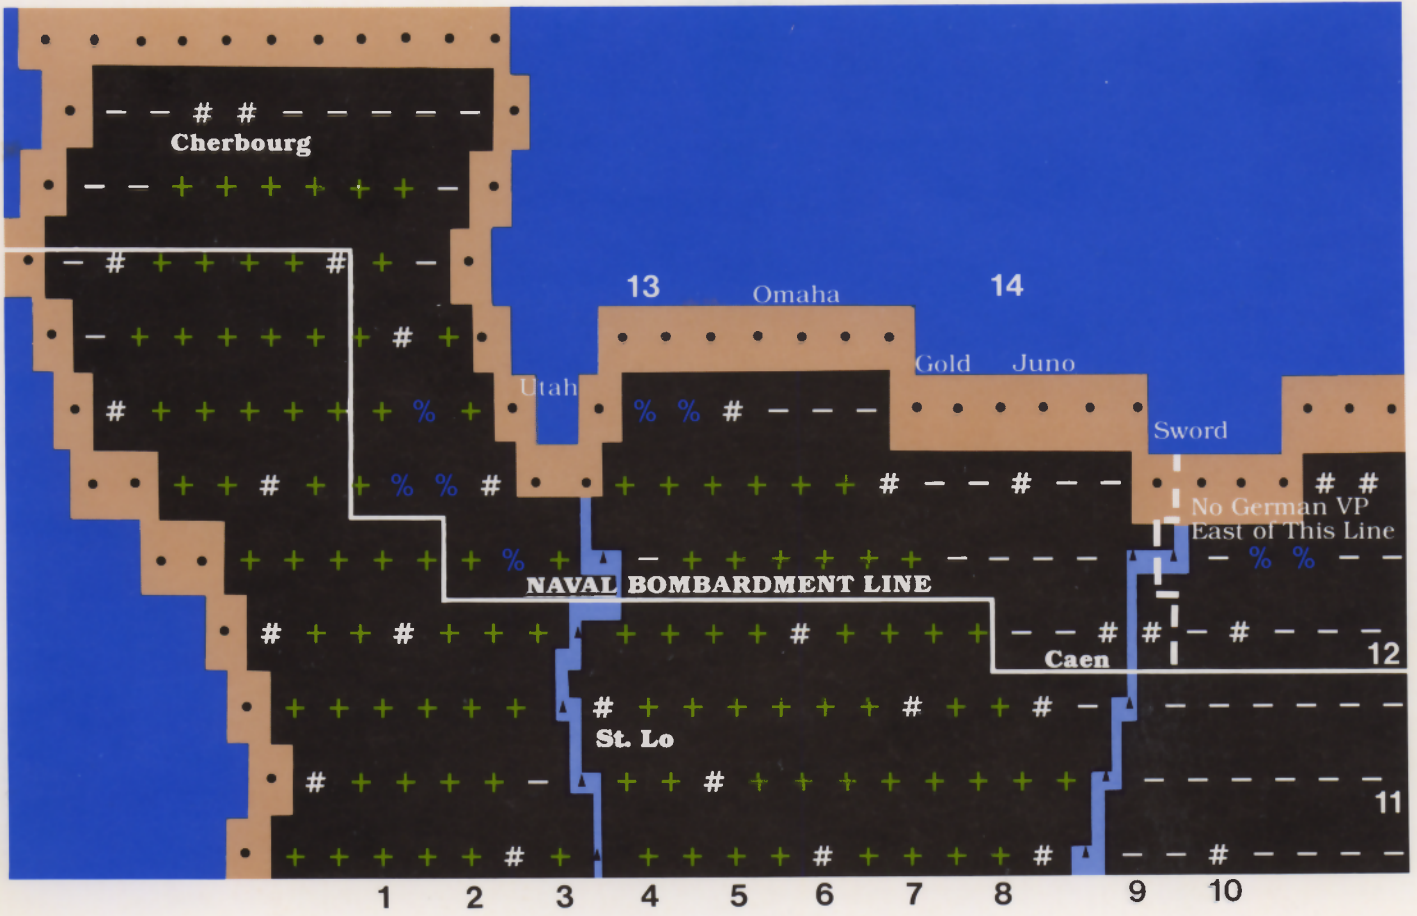 Cherbourg
13
14
Omaha
Gold
Juno
Utah
Sword
No German VP
East of This Line
NAVAL BOMBARDMENT LINE
Caen
12
St. Lo
11
1 2 3 4 5 6 7 8 9 10